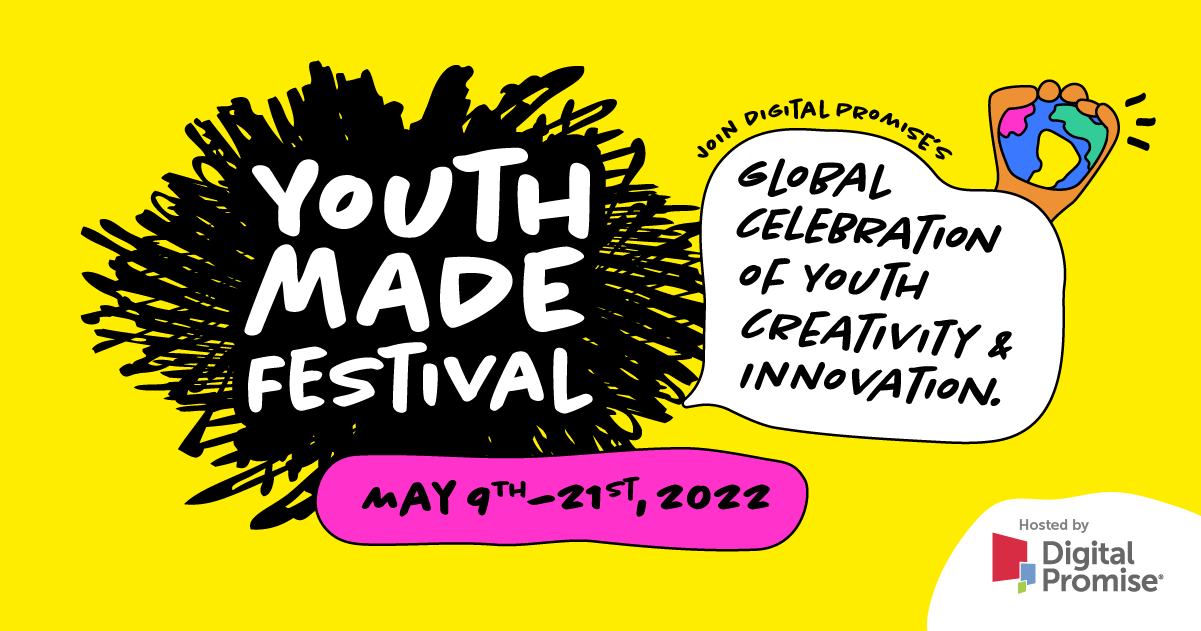 YOUTH
MADE
FESTIVAL
JOIN DIGITAL PROMISE'S
GLOBAL
CELEBRATION
OF YOUTH
CREATIVITY &
INNOVATION.
MAY 9TH-21ST, 2022
Hosted by
Digital
Promise®